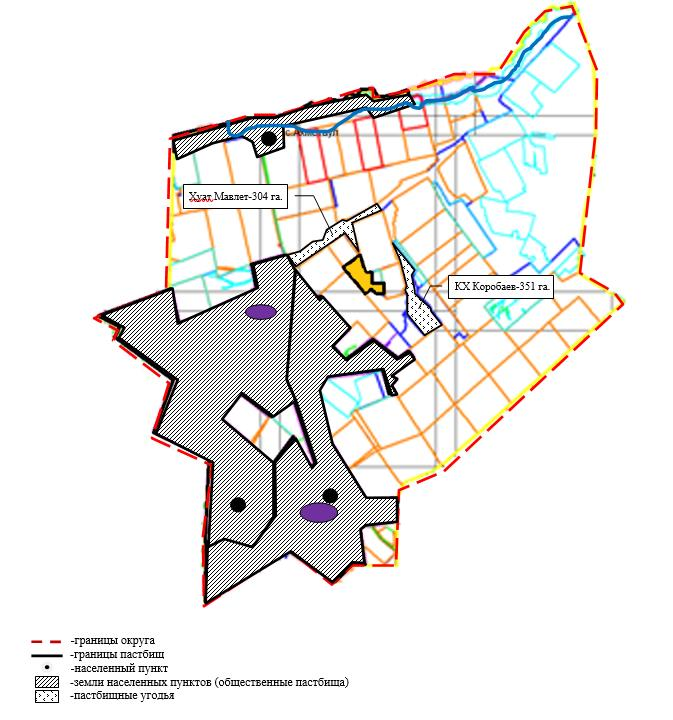 Хуат Мавлет-304 га.
КХ Коробаев-351 га.
-границы округа
-границы пастбищ
-населенный пункт
-земли населенных пунктов (общественные пастбища)
-пастбищные угодья